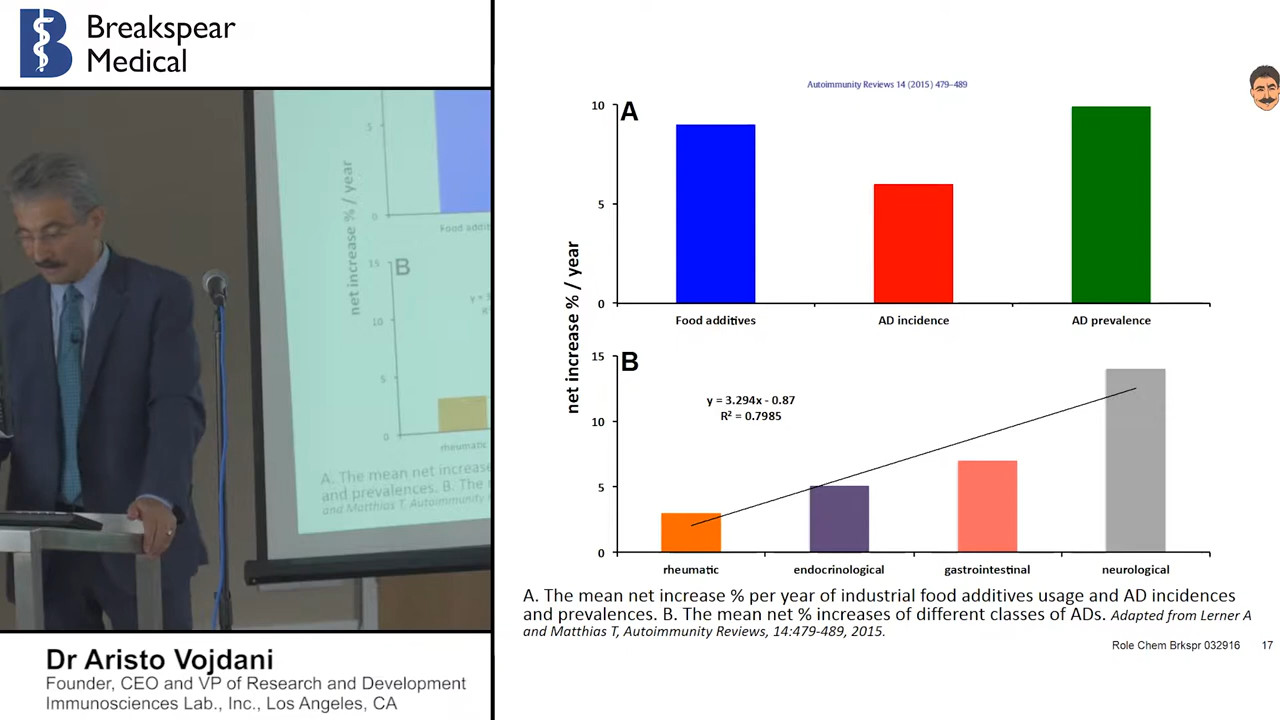 Breakspear
Medical
5
0
Food addit
net increase % / year
15
B
y = 3
R
10
5
0
rheumatic
A. The mean net increase
and prevalences. B. The
and Matthias T, Autoimmunity
Dr Aristo Vojdani
Founder, CEO and VP of Research and Development
Immunosciences Lab., Inc., Los Angeles, CA
Autoimmunity Reviews 14 (2015) 479–489
A
10
5
0
Food additives
AD incidence
AD prevalence
net increase % / year
B
15
10
5
0
y = 3.294x - 0.87
R² = 0.7985
rheumatic
endocrinological
gastrointestinal
neurological
A. The mean net increase % per year of industrial food additives usage and AD incidences
and prevalences. B. The mean net % increases of different classes of ADs. Adapted from Lerner A
and Matthias T, Autoimmunity Reviews, 14:479-489, 2015.
Role Chem Brkspr 032916 17